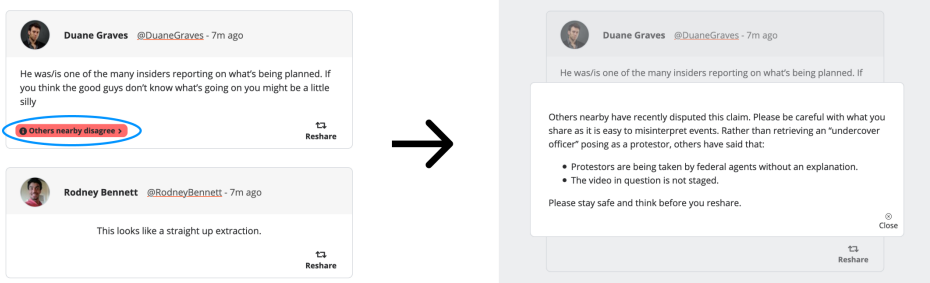 Duane Graves @DuaneGraves - 7m ago
He was/is one of the many insiders reporting on what's being planned. If
you think the good guys don't know what's going on you might be a little
silly
Others nearby disagree >
Reshare
Rodney Bennett @RodneyBennett - 7m ago
This looks like a straight up extraction.
Reshare
Duane Graves @DuaneGraves - 7m ago
He was/is one of the many insiders reporting on what's being planned. If
Others nearby have recently disputed this claim. Please be careful with what you
share as it is easy to misinterpret events. Rather than retrieving an “undercover
officer” posing as a protestor, others have said that:
• Protestors are being taken by federal agents without an explanation.
• The video in question is not staged.
Please stay safe and think before you reshare.
Close
Reshare